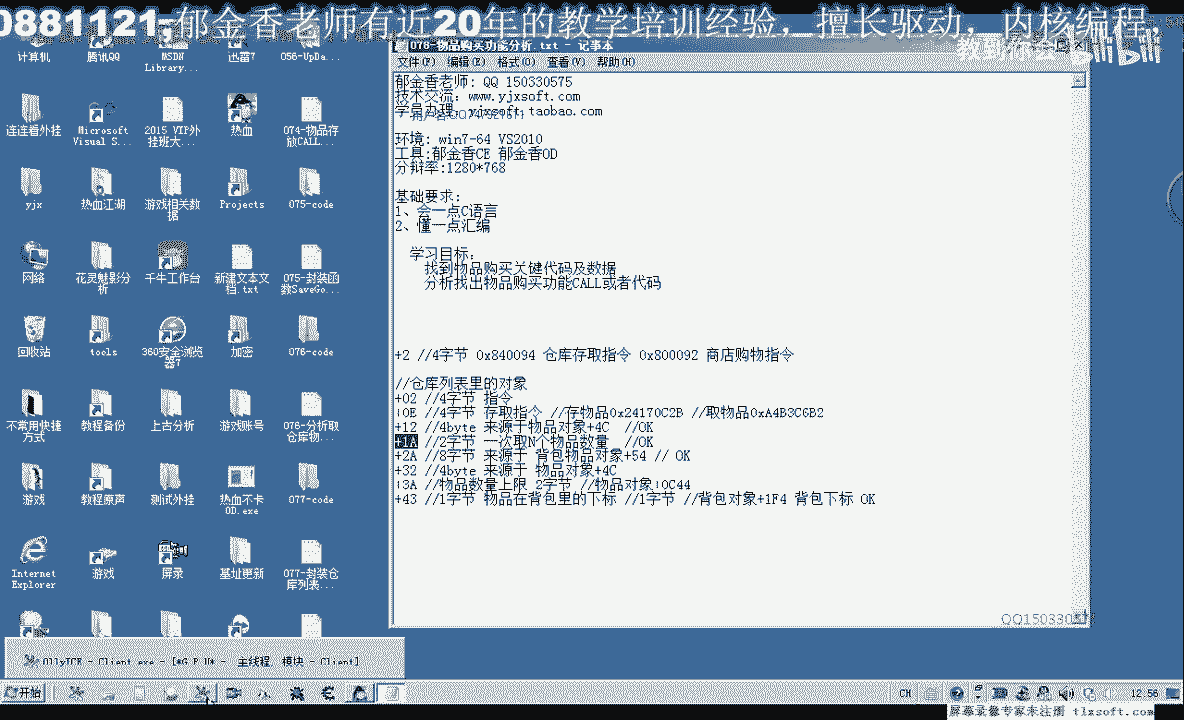 0881121,郁金香老师有近20年的教学培训经验，擅长驱动，内核编程，
教到你会
bilibili
078-物品购买功能分析.txt - 记事本
文件(F) 编辑(E) 格式(O) 查看(V) 帮助(H)
郁金香老师: QQ 150330575
技术交流: www.yjxsoft.com
学员办理: yjxsoft.taobao.com
环境: win7-64 VS2010
工具:郁金香CE 郁金香OD
分辩率:1280*768
基础要求:
1、会一点C语言
2、懂一点汇编
学习目标:
找到物品购买关键代码及数据
分析找出物品购买功能CALL或者代码
+2 //4字节 0x840094 仓库存取指令 0x800092 商店购物指令
//仓库列表里的对象
+02 //4字节 指令
+0E //4字节 存取指令 //存物品0x24170C2B //取物品0xA4B3C6B2
+12 //4byte 来源于物品对象+4C //OK
+1A //2字节 一次取N个物品数量 //OK
+2A //8字节 来源于 背包物品对象+54 // OK
+32 //4byte 来源于 物品对象+4C
+3A //物品数量上限 2字节 //物品对象+0C44
+43 //1字节 物品在背包里的下标 //1字节 //背包对象+1F4 背包下标 OK
计算机 腾讯QQ MSDN Library... 迅雷7 056-UpDa...
连连看外挂 Microsoft Visual S... 2015 VIP外挂班大... 热血 074-物品存放CALL...
yjx 热血江湖 游戏相关数据 Projects 075-code
网络 花灵魅影分析 千牛工作台 新建文本文档.txt 075-封装函数SaveGo...
回收站 tools 360安全浏览器7 加密 076-code
不常用快捷方式 教程备份 上古分析 游戏账号 076-分析取仓库物...
游戏 教程原声 测试外挂 热血不卡OD.exe 077-code
Internet Explorer 游戏 屏录 基址更新 077-封装仓库列表...
QQ150330575
OllyICE - Client.exe - [*G.P.U* - 主线程, 模块 - Client]
开始
CH
12:56
屏幕录像专家未注册 tlxsoft.com